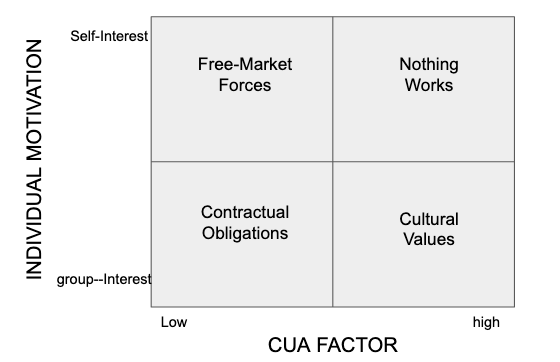 INDIVIDUAL MOTIVATION
Self-Interest
Free-Market
Forces
Nothing
Works
Contractual
Obligations
Cultural
Values
group--Interest
Low
high
CUA FACTOR